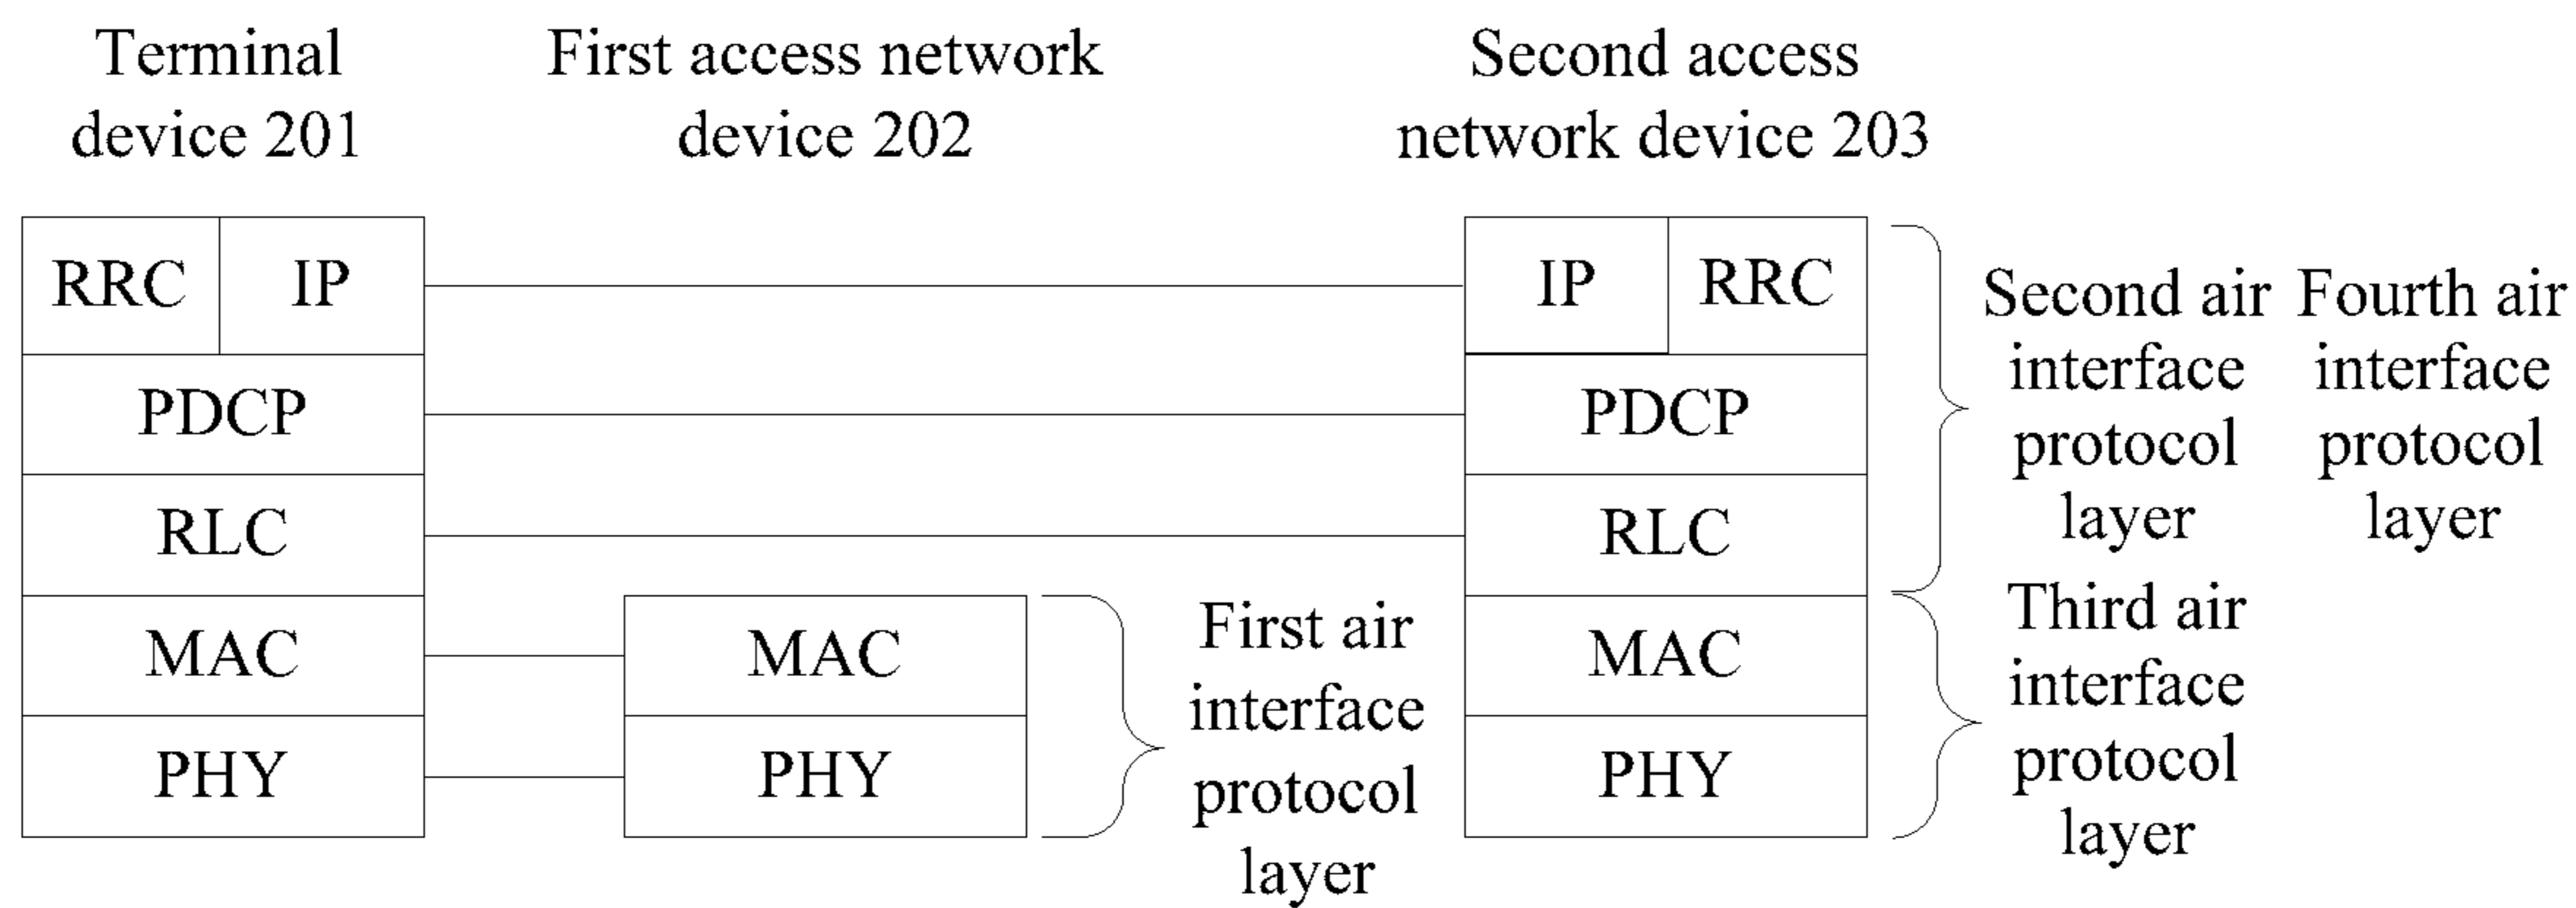 Terminal
device 201
First access network
device 202
Second access
network device 203
RRC
IP
PDCP
RLC
MAC
PHY
MAC
PHY
First air
interface
protocol
layer
IP
RRC
PDCP
RLC
MAC
PHY
Second air
interface
protocol
layer
Fourth air
interface
protocol
layer
Third air
interface
protocol
layer